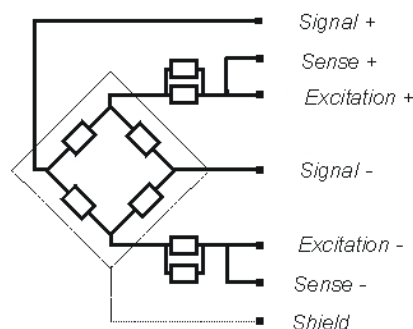 Signal +
Sense +
Excitation +
Signal -
Excitation -
Sense -
Shield